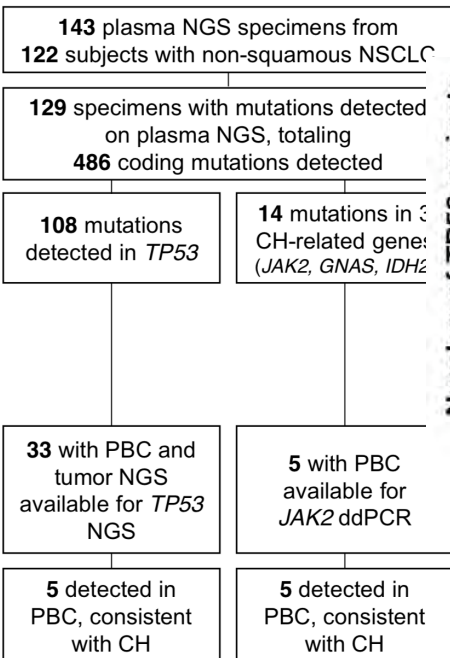 143 plasma NGS specimens from
122 subjects with non-squamous NSCLC
129 specimens with mutations detected
on plasma NGS, totaling
486 coding mutations detected
108 mutations
detected in TP53
14 mutations in 3
CH-related genes
(JAK2, GNAS, IDH2
33 with PBC and
tumor NGS
available for TP53
NGS
5 with PBC
available for
JAK2 ddPCR
5 detected in
PBC, consistent
with CH
5 detected in
PBC, consistent
with CH